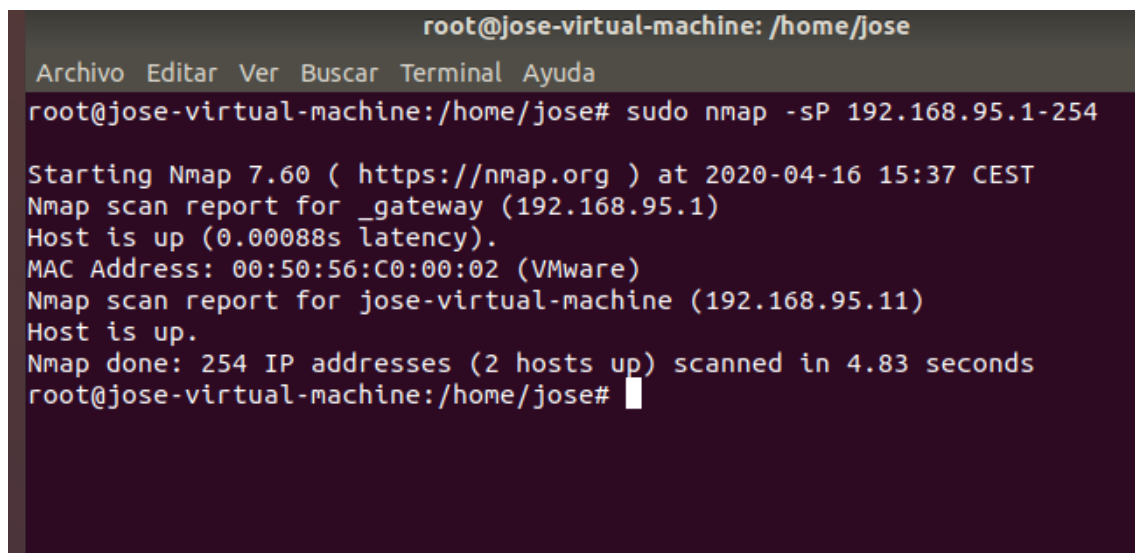 root@jose-virtual-machine: /home/jose
Archivo Editar Ver Buscar Terminal Ayuda
root@jose-virtual-machine:/home/jose# sudo nmap -sP 192.168.95.1-254
Starting Nmap 7.60 ( https://nmap.org ) at 2020-04-16 15:37 CEST
Nmap scan report for _gateway (192.168.95.1)
Host is up (0.00088s latency).
MAC Address: 00:50:56:C0:00:02 (VMware)
Nmap scan report for jose-virtual-machine (192.168.95.11)
Host is up.
Nmap done: 254 IP addresses (2 hosts up) scanned in 4.83 seconds
root@jose-virtual-machine:/home/jose#